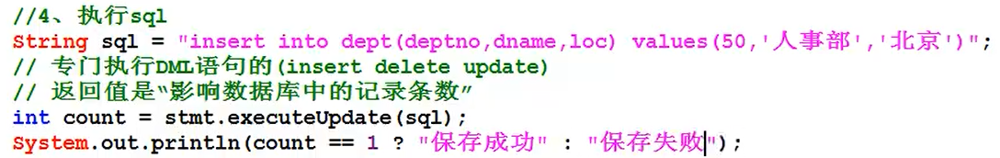 //4、执行sql
String sql = "insert into dept(deptno,dname,loc) values(50,'人事部','北京')";
// 专门执行DML语句的(insert delete update)
// 返回值是“影响数据库中的记录条数”
int count = stmt.executeUpdate(sql);
System.out.println(count == 1 ? "保存成功" : "保存失败");